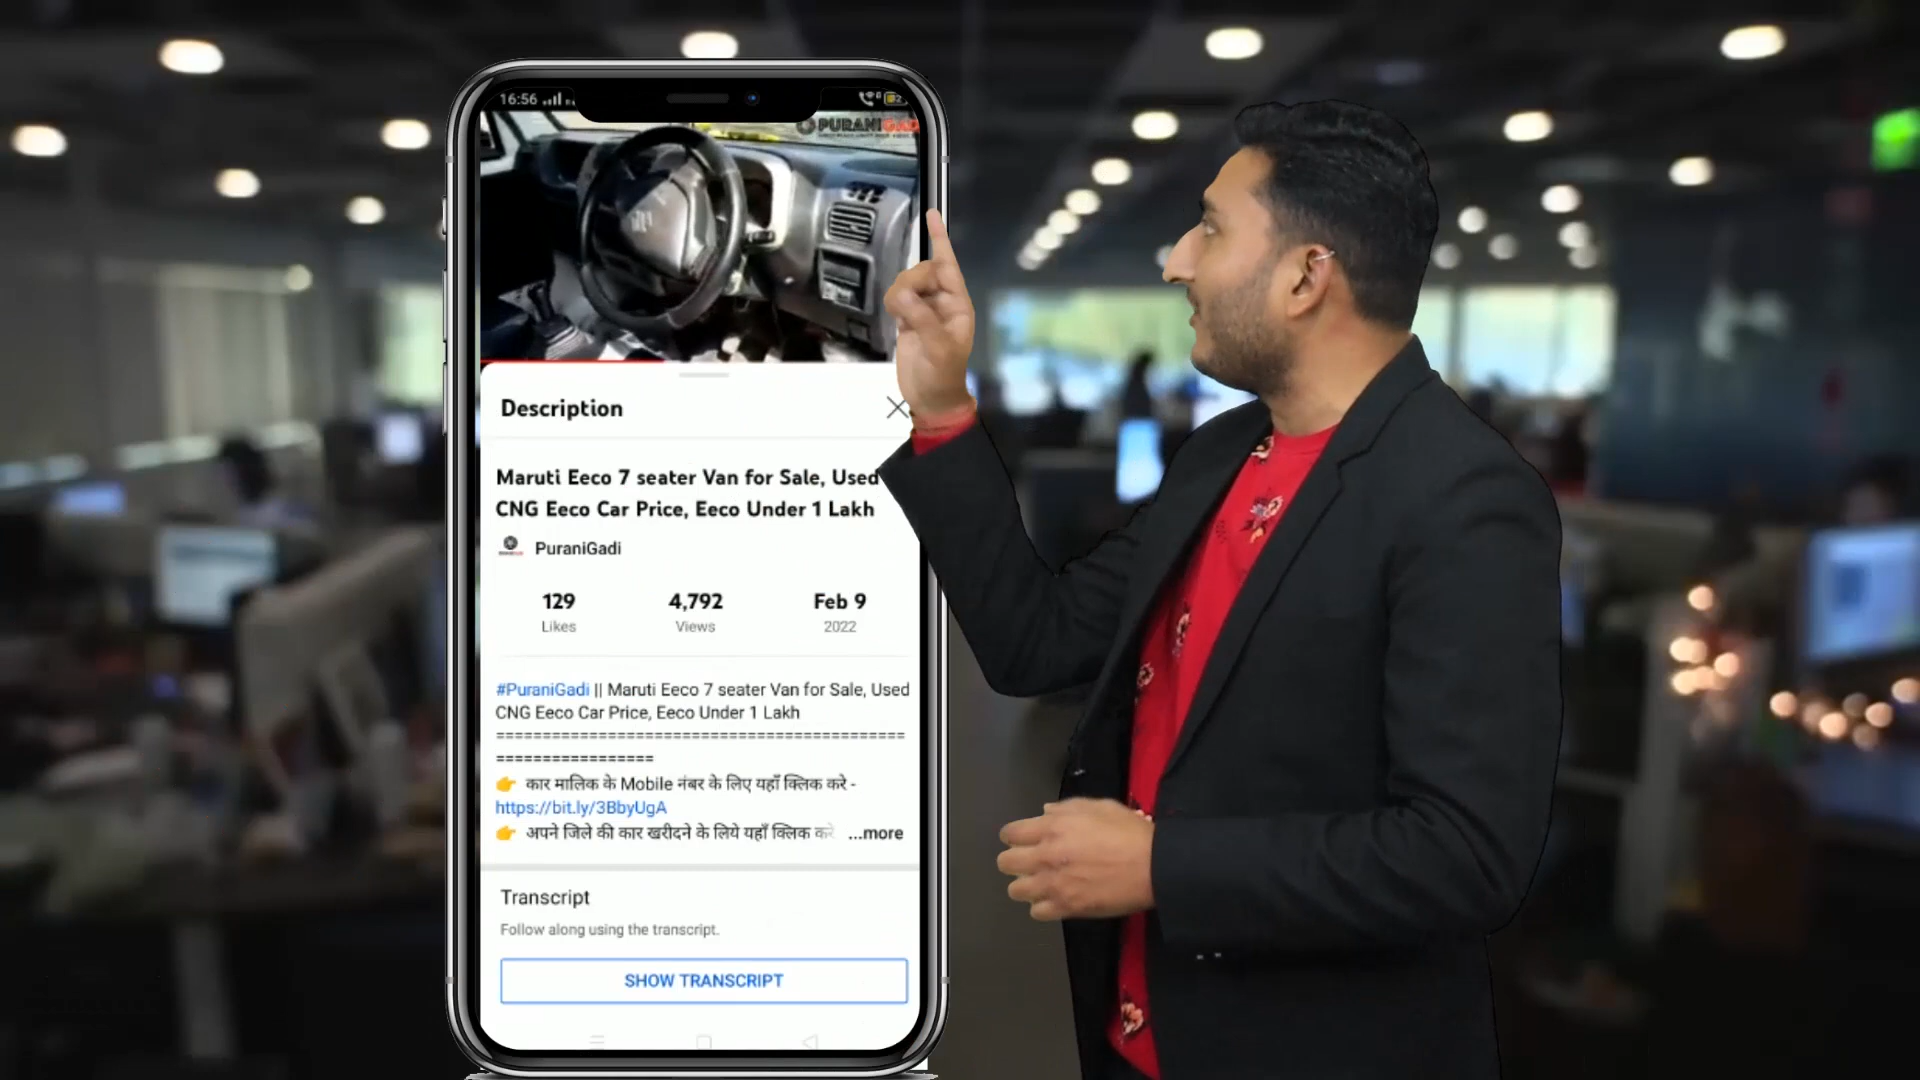 16:56
PURANIGADI
Description
Maruti Eeco 7 seater Van for Sale, Used
CNG Eeco Car Price, Eeco Under 1 Lakh
PuraniGadi
129
4,792
Feb 9
Likes
Views
2022
#PuraniGadi || Maruti Eeco 7 seater Van for Sale, Used
CNG Eeco Car Price, Eeco Under 1 Lakh
============================================
=================
👉 कार मालिक के Mobile नंबर के लिए यहाँ क्लिक करे -
https://bit.ly/3BbyUgA
👉 अपने जिले की कार खरीदने के लिये यहाँ क्लिक करे ...more
Transcript
Follow along using the transcript.
SHOW TRANSCRIPT